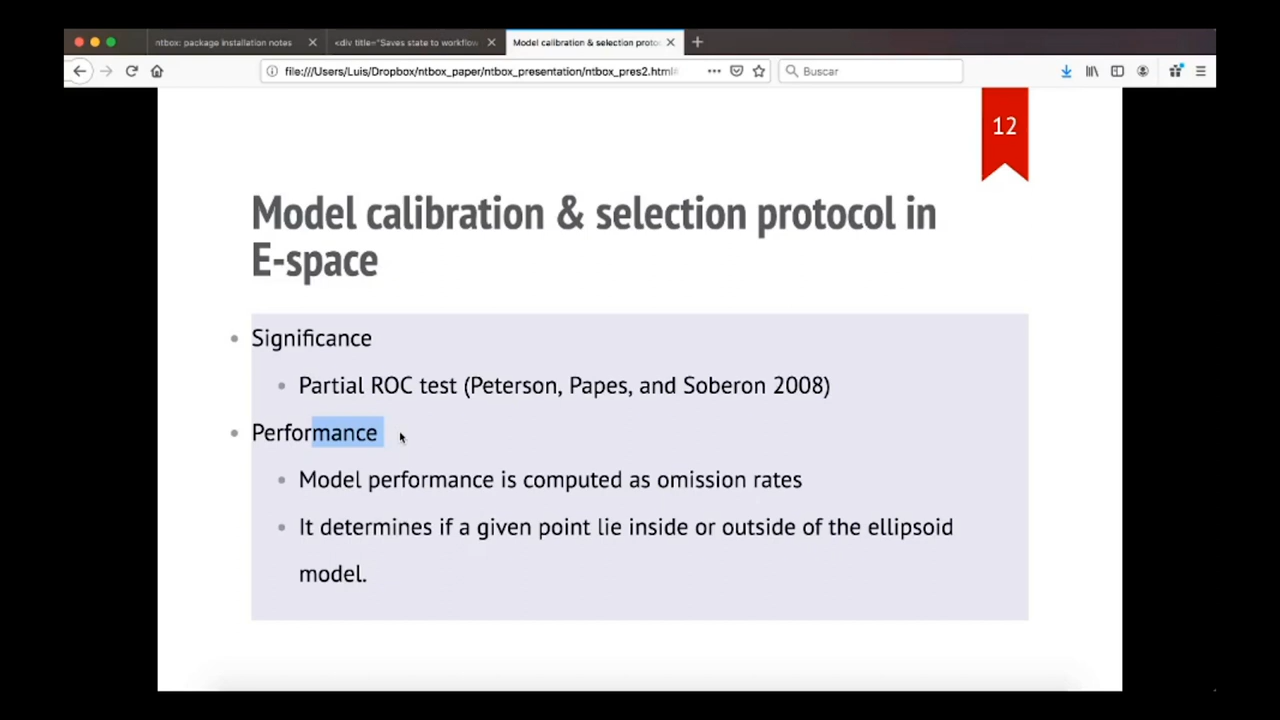 ntbox: package installation notes
<div title="Saves state to workflow
Model calibration & selection proto
file:///Users/Luis/Dropbox/ntbox_paper/ntbox_presentation/ntbox_pres2.html#
Buscar
12
Model calibration & selection protocol in
E-space
Significance
Partial ROC test (Peterson, Papes, and Soberon 2008)
Performance
Model performance is computed as omission rates
It determines if a given point lie inside or outside of the ellipsoid
model.